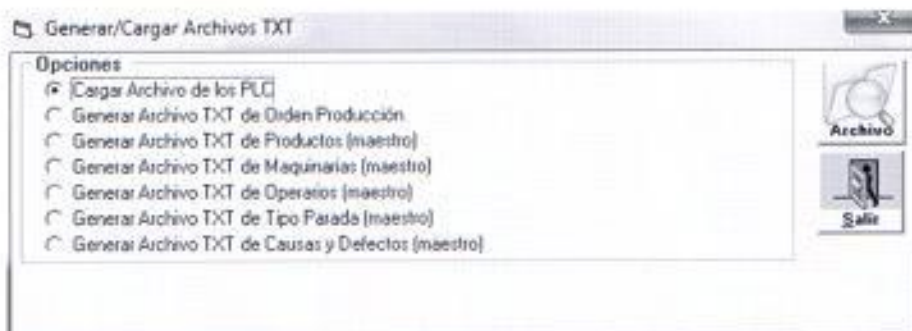 Generar/Cargar Archivos TXT
Opciones
Cargar Archivo de los PLC
Generar Archivo TXT de Orden Producción
Generar Archivo TXT de Productos (maestro)
Generar Archivo TXT de Maquinarias (maestro)
Generar Archivo TXT de Operarios (maestro)
Generar Archivo TXT de Tipo Parada (maestro)
Generar Archivo TXT de Causas y Defectos (maestro)
Archivo
Salir